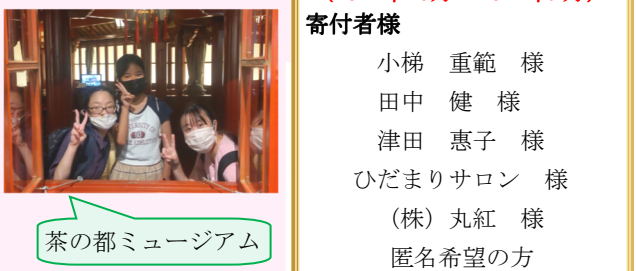 寄付者様
小梯　重範　様
田中　健　様
津田　惠子　様
ひだまりサロン　様
（株）丸紅　様
匿名希望の方
茶の都ミュージアム